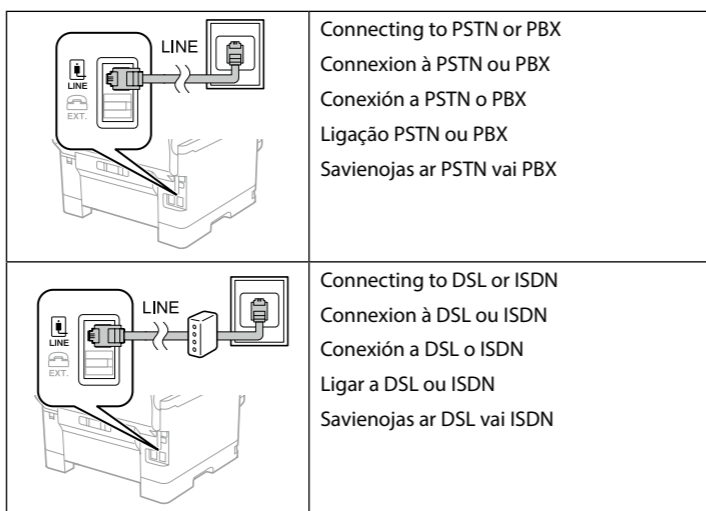 LINE
LINE
EXT.
Connecting to PSTN or PBX
Connexion à PSTN ou PBX
Conexión a PSTN o PBX
Ligação PSTN ou PBX
Savienojas ar PSTN vai PBX
LINE
LINE
EXT.
Connecting to DSL or ISDN
Connexion à DSL ou ISDN
Conexión a DSL o ISDN
Ligar a DSL ou ISDN
Savienojas ar DSL vai ISDN